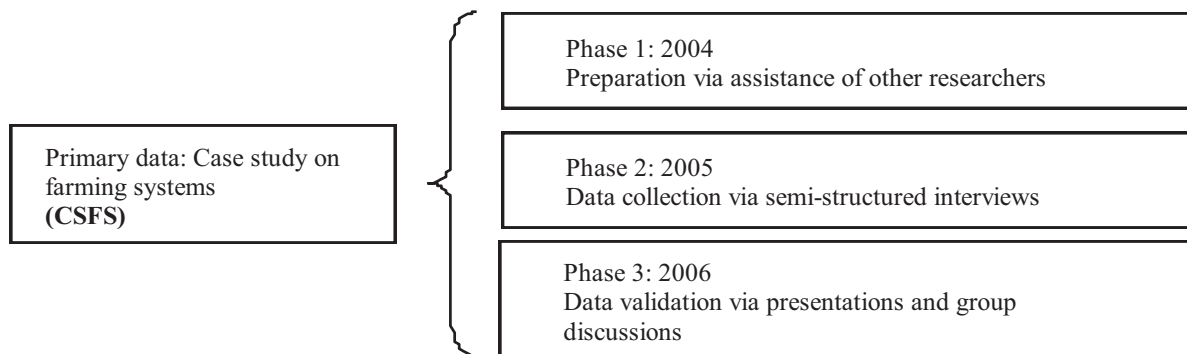 Primary data: Case study on
farming systems
(CSFS)
Phase 1: 2004
Preparation via assistance of other researchers
Phase 2: 2005
Data collection via semi-structured interviews
Phase 3: 2006
Data validation via presentations and group
discussions